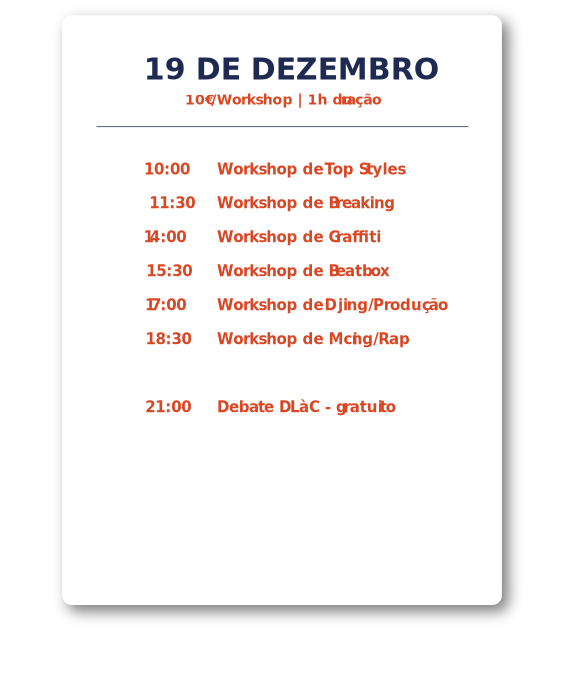 19 DE DEZEMBRO
10€/Workshop | 1h duração
10:00 Workshop de Top Styles
11:30 Workshop de Breaking
14:00 Workshop de Graffiti
15:30 Workshop de Beatbox
17:00 Workshop de Djing/Produção
18:30 Workshop de Mcing/Rap
21:00 Debate DLàC - gratuito